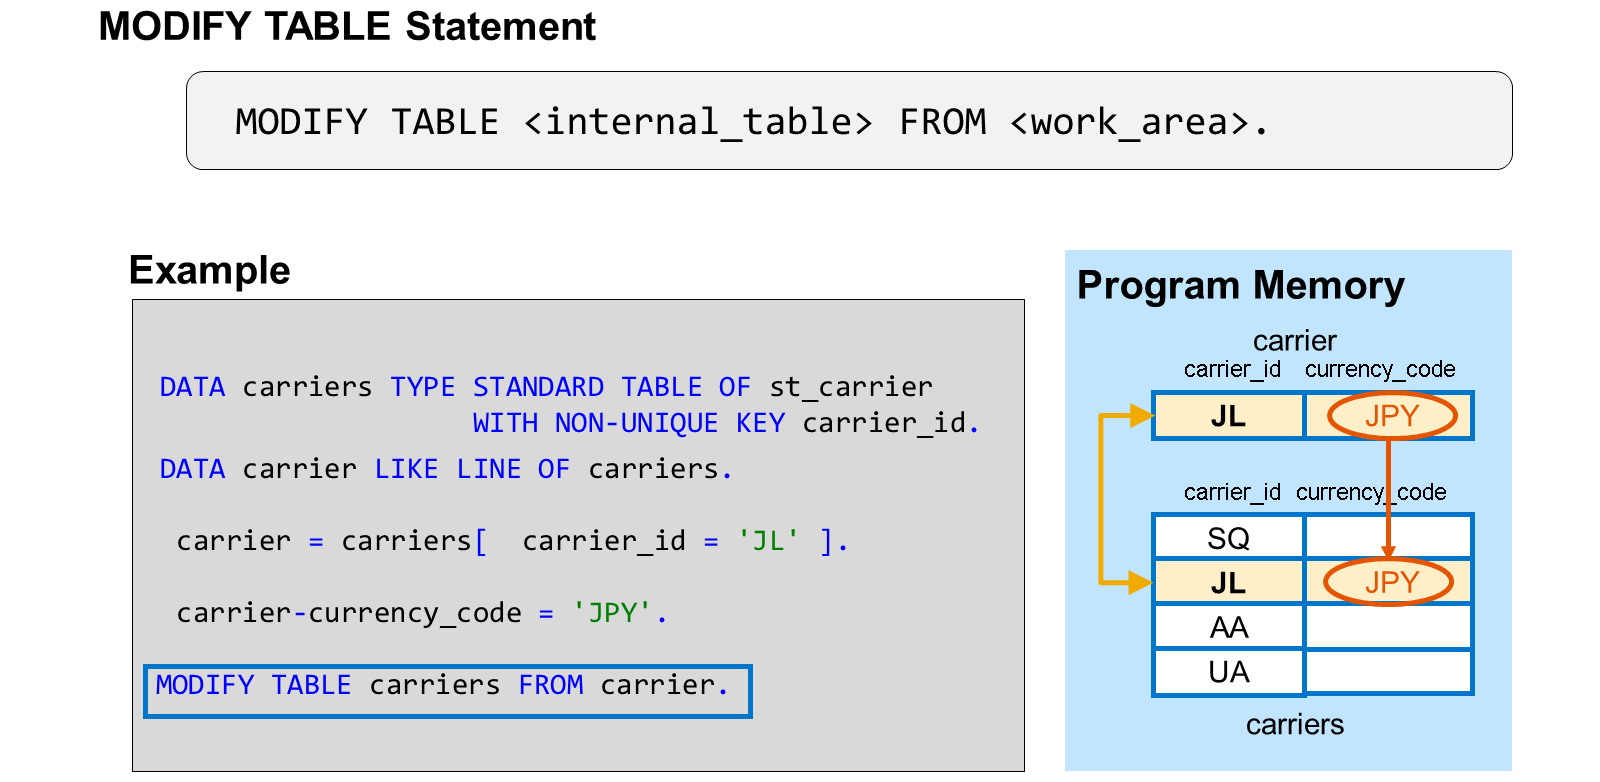 MODIFY TABLE Statement
MODIFY TABLE <internal_table> FROM <work_area>.
Example
DATA carriers TYPE STANDARD TABLE OF st_carrier
WITH NON-UNIQUE KEY carrier_id.
DATA carrier LIKE LINE OF carriers.
carrier = carriers[  carrier_id = 'JL' ].
carrier-currency_code = 'JPY'.
MODIFY TABLE carriers FROM carrier.
Program Memory
carrier
carrier_id currency_code
JL JPY
carrier_id currency_code
SQ
JL JPY
AA
UA
carriers